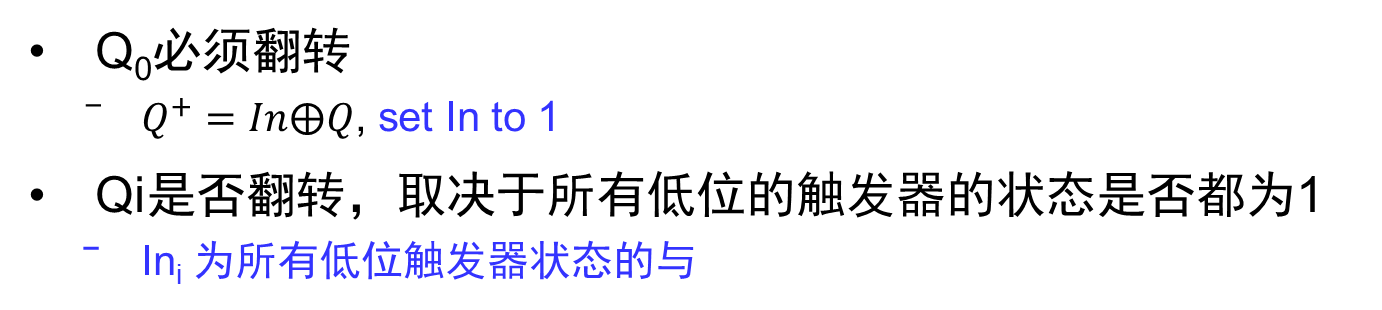 • Q₀必须翻转
– Q⁺ = In⊕Q, set In to 1
• Qi是否翻转，取决于所有低位的触发器的状态是否都为1
– Inᵢ 为所有低位触发器状态的与